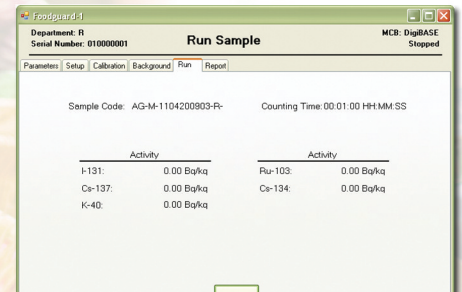 Foodguard-1
Department: R
Serial Number: 010000001
Run Sample
MCB: DigiBASE
Stopped
Parameters Setup Calibration Background Run Report
Sample Code: AG-M-1104200903-R- Counting Time: 00:01:00 HH:MM:SS
Activity Activity
I-131: 0.00 Bq/kg Ru-103: 0.00 Bq/kg
Cs-137: 0.00 Bq/kg Cs-134: 0.00 Bq/kg
K-40: 0.00 Bq/kg